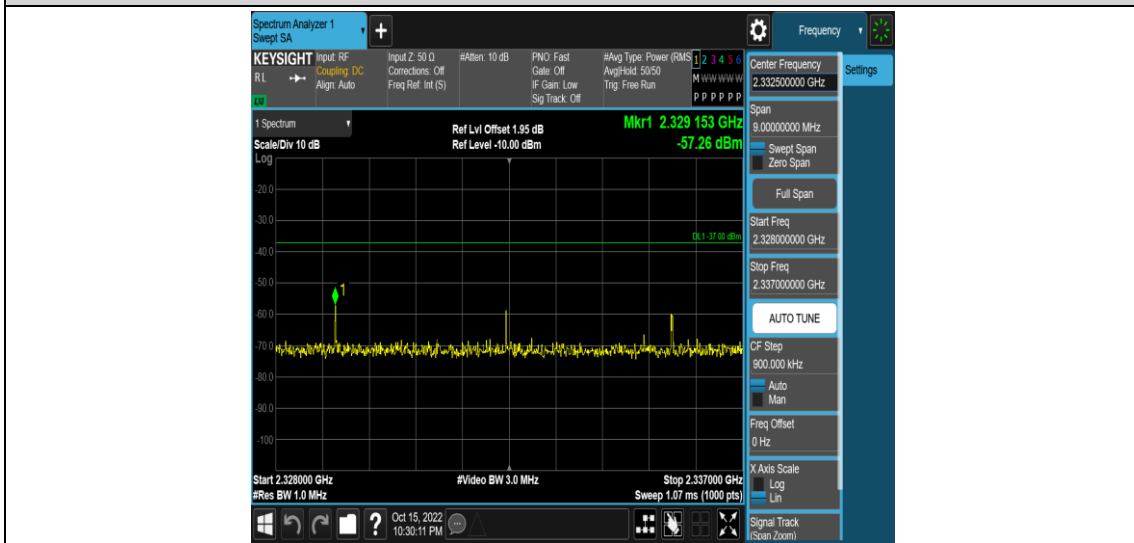 Spectrum Analyzer 1
Swept SA
+
Frequency
KEYSIGHT
RL
LXI
Input: RF
Coupling: DC
Align: Auto
Input Z: 50 Ω
Corrections: Off
Freq Ref: Int (S)
#Atten: 10 dB
PNO: Fast
Gate: Off
IF Gain: Low
Sig Track: Off
#Avg Type: Power (RMS
Avg|Hold: 50/50
Trig: Free Run
1 2 3 4 5 6
M W W W W W
P P P P P P
1 Spectrum
Scale/Div 10 dB
Log
Ref Lvl Offset 1.95 dB
Ref Level -10.00 dBm
Mkr1 2.329 153 GHz
-57.26 dBm
-20.0
-30.0
DL1 -37.00 dBm
-40.0
-50.0
1
-60.0
-70.0
-80.0
-90.0
-100
Start 2.328000 GHz
#Res BW 1.0 MHz
#Video BW 3.0 MHz
Stop 2.337000 GHz
Sweep 1.07 ms (1000 pts)
Center Frequency
2.332500000 GHz
Settings
Span
9.00000000 MHz
Swept Span
Zero Span
Full Span
Start Freq
2.328000000 GHz
Stop Freq
2.337000000 GHz
AUTO TUNE
CF Step
900.000 kHz
Auto
Man
Freq Offset
0 Hz
X Axis Scale
Log
Lin
Signal Track
(Span Zoom)
?
Oct 15, 2022
10:30:11 PM